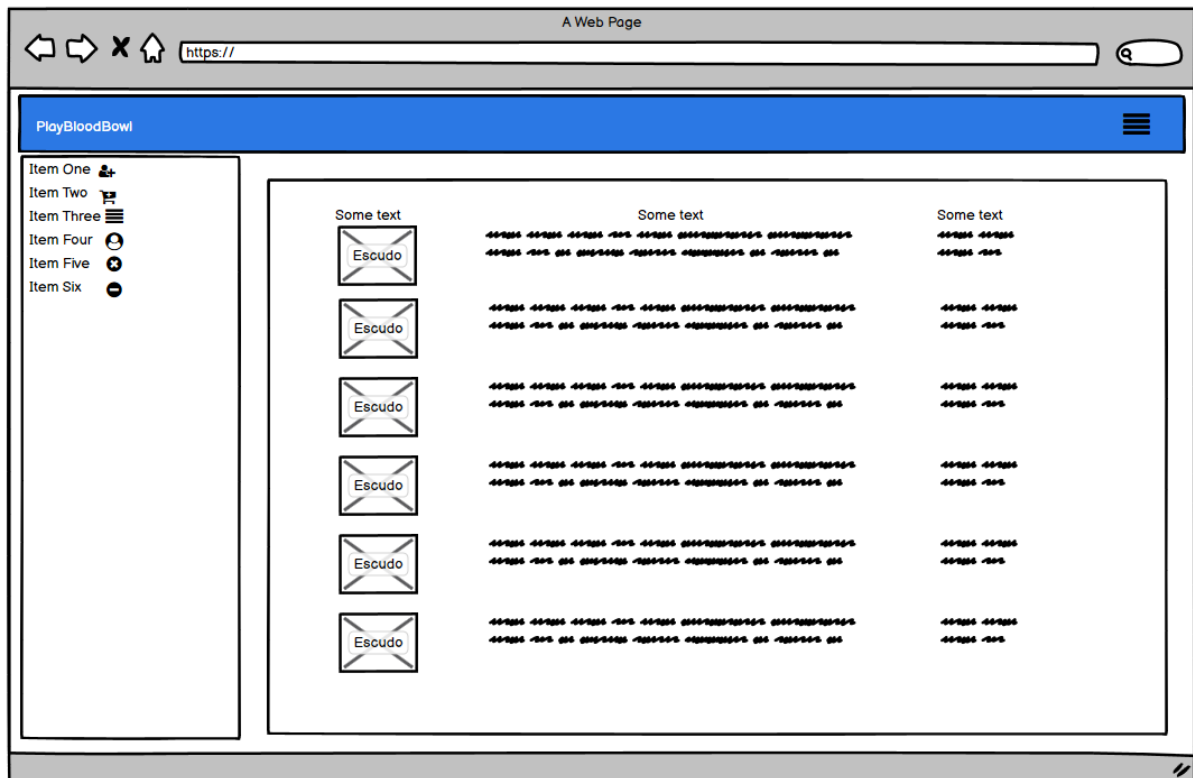 A Web Page
https://
PlayBloodBowl
Item One
Item Two
Item Three
Item Four
Item Five
Item Six
Some text Some text Some text
Escudo
Escudo
Escudo
Escudo
Escudo
Escudo